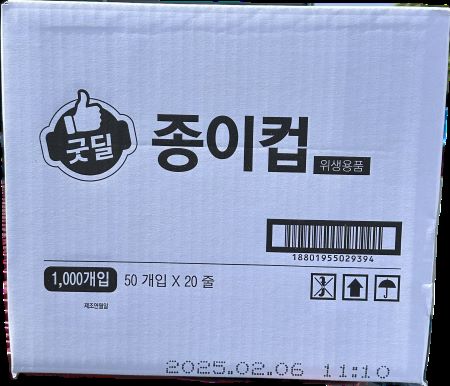 굿딜
종이컵
위생용품
18801955029394
1,000개입 50 개입 X 20 줄
제조연월일
2025.02.06 11:10